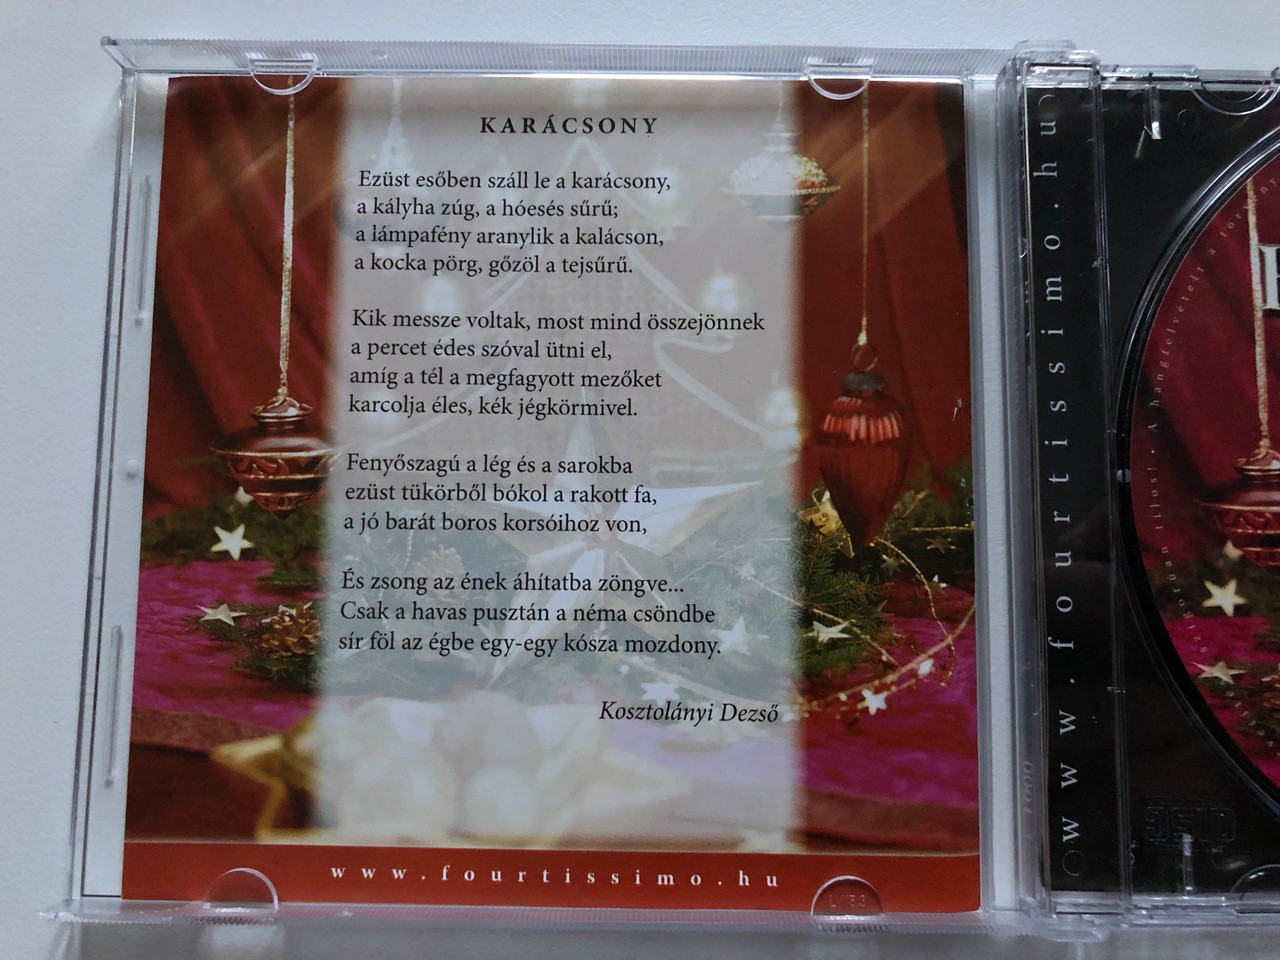 KARÁCSONY
Ezüst esőben száll le a karácsony,
a kályha zúg, a hóesés sűrű;
a lámpafény aranylik a kalácson,
a kocka pörg, gőzöl a tejsűrű.
Kik messze voltak, most mind összejönnek
a percet édes szóval ütni el,
amíg a tél a megfagyott mezőket
karcolja éles, kék jégkörmivel.
Fenyőszagú a lég és a sarokba
ezüst tükörből bókol a rakott fa,
a jó barát boros korsóihoz von,
És zsong az ének áhítatba zöngve...
Csak a havas pusztán a néma csöndbe
sír föl az égbe egy-egy kósza mozdony.
Kosztolányi Dezső
www.fourtissimo.hu
www.fourtissimo.hu
szigorúan tilos! • A hangfelvételt a